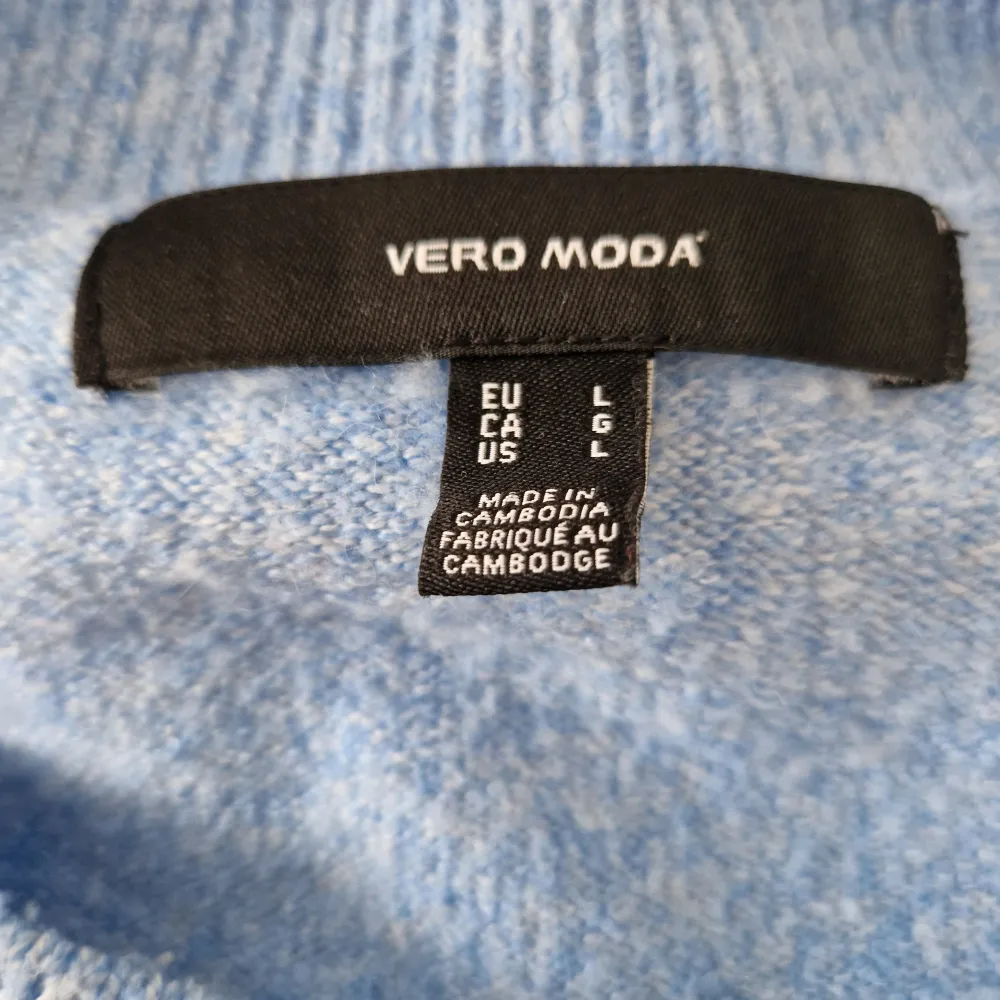 VERO MODA
EU L
CA G
US L
MADE IN
CAMBODIA
FABRIQUÉ AU
CAMBODGE